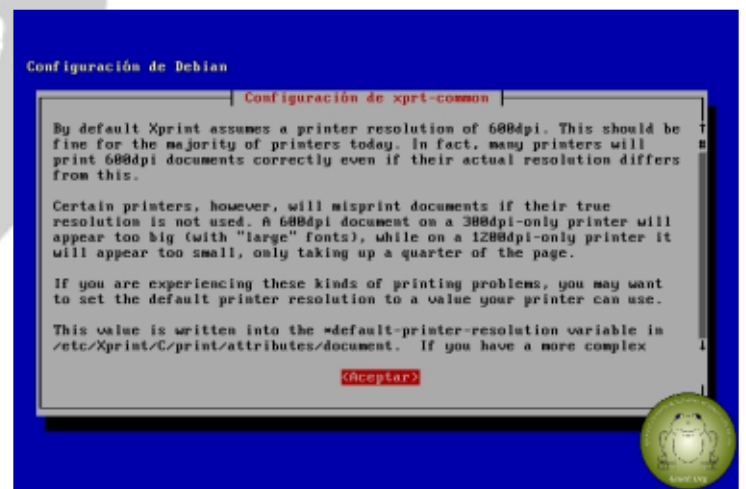 Configuración de Debian
Configuración de xprt-common
By default Xprint assumes a printer resolution of 600dpi. This should be
fine for the majority of printers today. In fact, many printers will
print 600dpi documents correctly even if their actual resolution differs
from this.
Certain printers, however, will misprint documents if their true
resolution is not used. A 600dpi document on a 300dpi-only printer will
appear too big (with "large" fonts), while on a 1200dpi-only printer it
will appear too small, only taking up a quarter of the page.
If you are experiencing these kinds of printing problems, you may want
to set the default printer resolution to a value your printer can use.
This value is written into the *default-printer-resolution variable in
/etc/Xprint/C/print/attributes/document. If you have a more complex
<Aceptar>